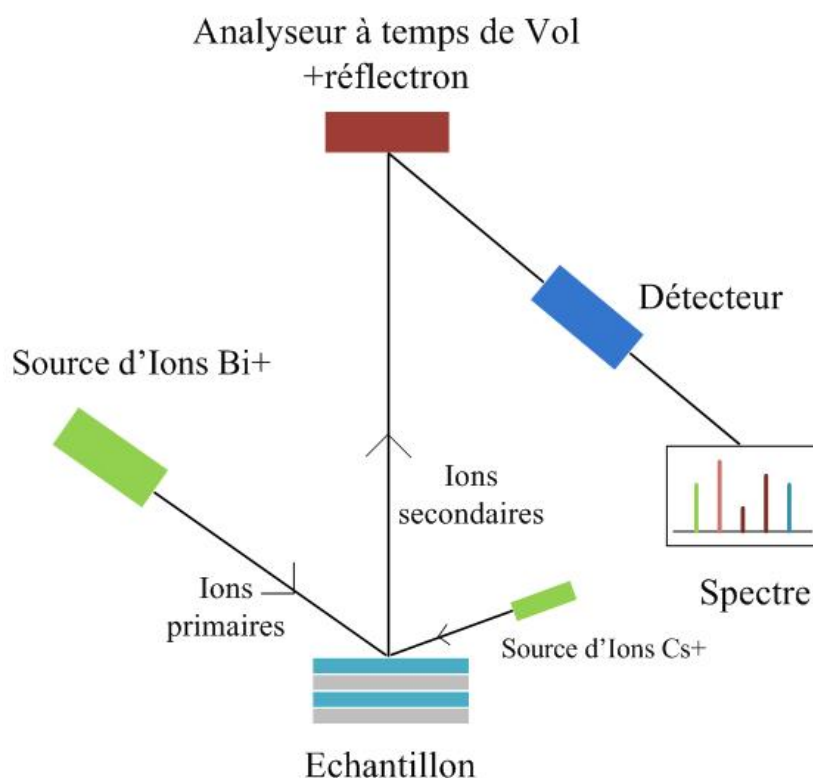 Analyseur à temps de Vol
+réflectron
Détecteur
Source d'Ions Bi+
Ions
secondaires
Ions
primaires
Spectre
Source d'Ions Cs+
Echantillon